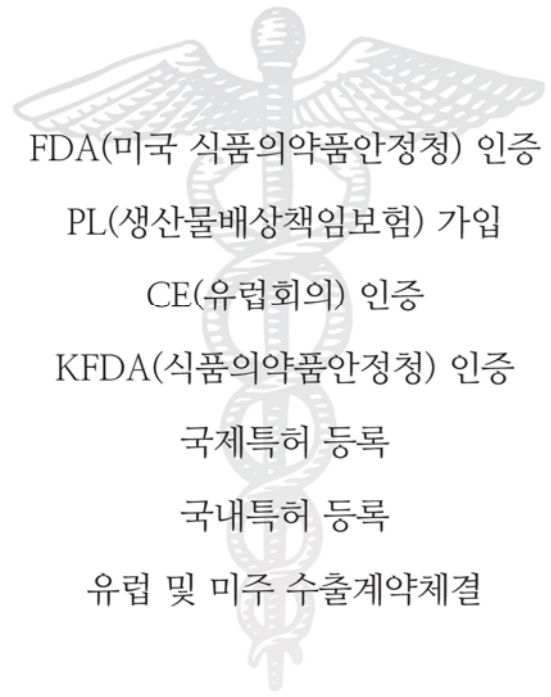 FDA(미국 식품의약품안정청) 인증
PL(생산물배상책임보험) 가입
CE(유럽회의) 인증
KFDA(식품의약품안정청) 인증
국제특허 등록
국내특허 등록
유럽 및 미주 수출계약체결